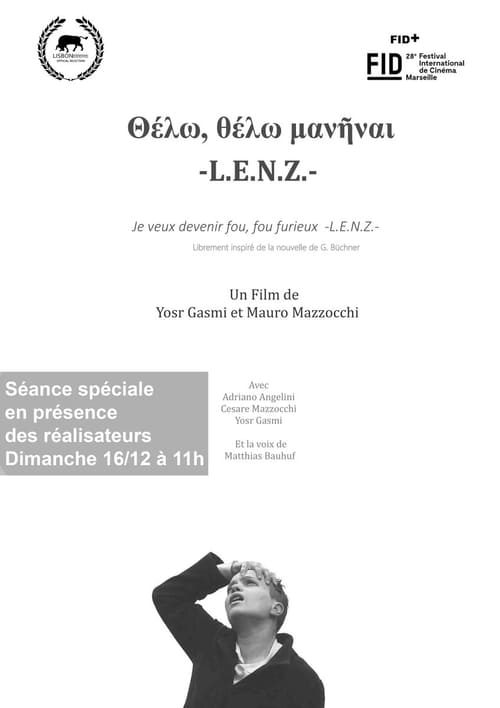 LISBON
OFFICIAL SELECTION
FID+
FID
28e Festival
International
de Cinéma
Marseille
Θέλω, θέλω μανῆναι
-L.E.N.Z.-
Je veux devenir fou, fou furieux -L.E.N.Z.-
Librement inspiré de la nouvelle de G. Büchner
Un Film de
Yosr Gasmi et Mauro Mazzocchi
Séance spéciale
en présence
des réalisateurs
Dimanche 16/12 à 11h
Avec
Adriano Angelini
Cesare Mazzocchi
Yosr Gasmi
Et la voix de
Matthias Bauhuf